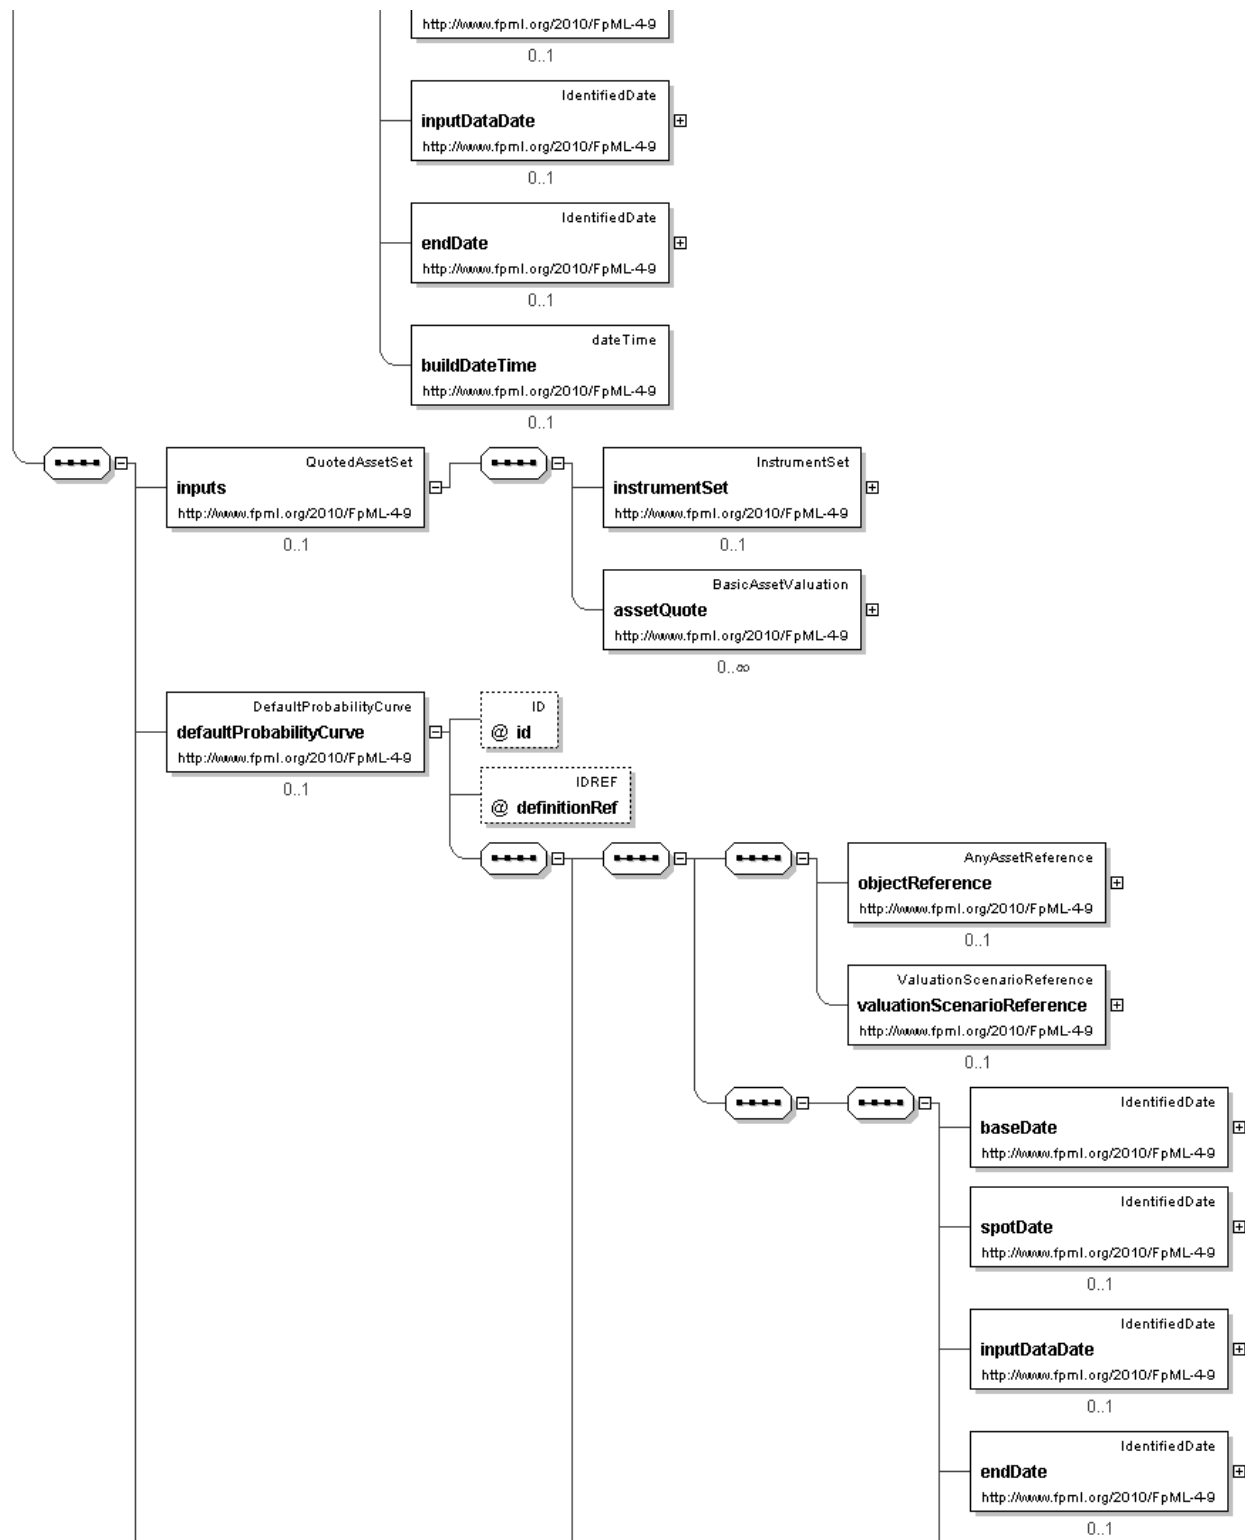 http://www.fpml.org/2010/FpML-4-9
0..1
IdentifiedDate
inputDataDate
http://www.fpml.org/2010/FpML-4-9
0..1
IdentifiedDate
endDate
http://www.fpml.org/2010/FpML-4-9
0..1
dateTime
buildDateTime
http://www.fpml.org/2010/FpML-4-9
0..1
QuotedAssetSet
inputs
http://www.fpml.org/2010/FpML-4-9
0..1
InstrumentSet
instrumentSet
http://www.fpml.org/2010/FpML-4-9
0..1
BasicAssetValuation
assetQuote
http://www.fpml.org/2010/FpML-4-9
0..∞
DefaultProbabilityCurve
defaultProbabilityCurve
http://www.fpml.org/2010/FpML-4-9
0..1
ID
@ id
IDREF
@ definitionRef
AnyAssetReference
objectReference
http://www.fpml.org/2010/FpML-4-9
0..1
ValuationScenarioReference
valuationScenarioReference
http://www.fpml.org/2010/FpML-4-9
0..1
IdentifiedDate
baseDate
http://www.fpml.org/2010/FpML-4-9
IdentifiedDate
spotDate
http://www.fpml.org/2010/FpML-4-9
0..1
IdentifiedDate
inputDataDate
http://www.fpml.org/2010/FpML-4-9
0..1
IdentifiedDate
endDate
http://www.fpml.org/2010/FpML-4-9
0..1